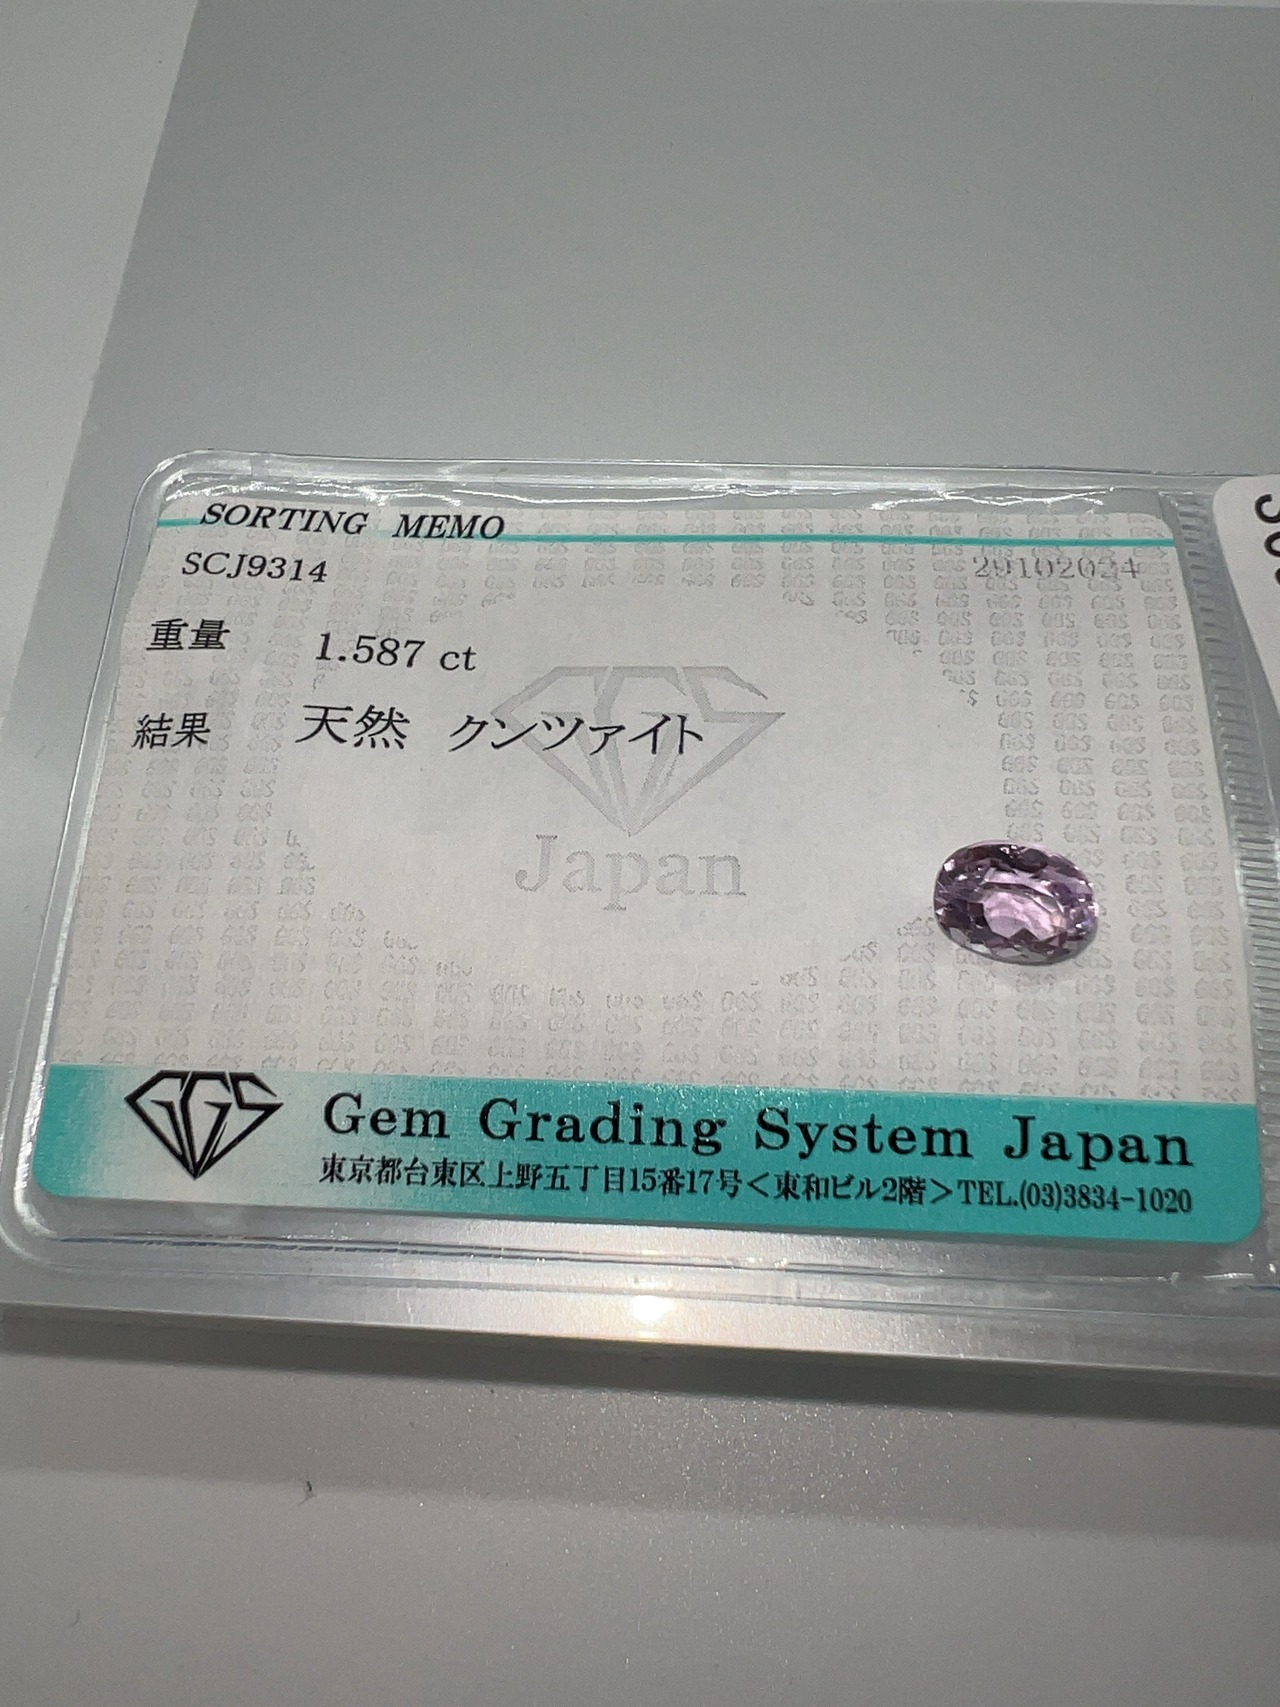 SORTING MEMO
SCJ9314
20102024
重量 1.587 ct
結果 天然 クンツァイト
GGS
Japan
GGS
Gem Grading System Japan
東京都台東区上野五丁目15番17号＜東和ビル2階＞TEL.(03)3834-1020